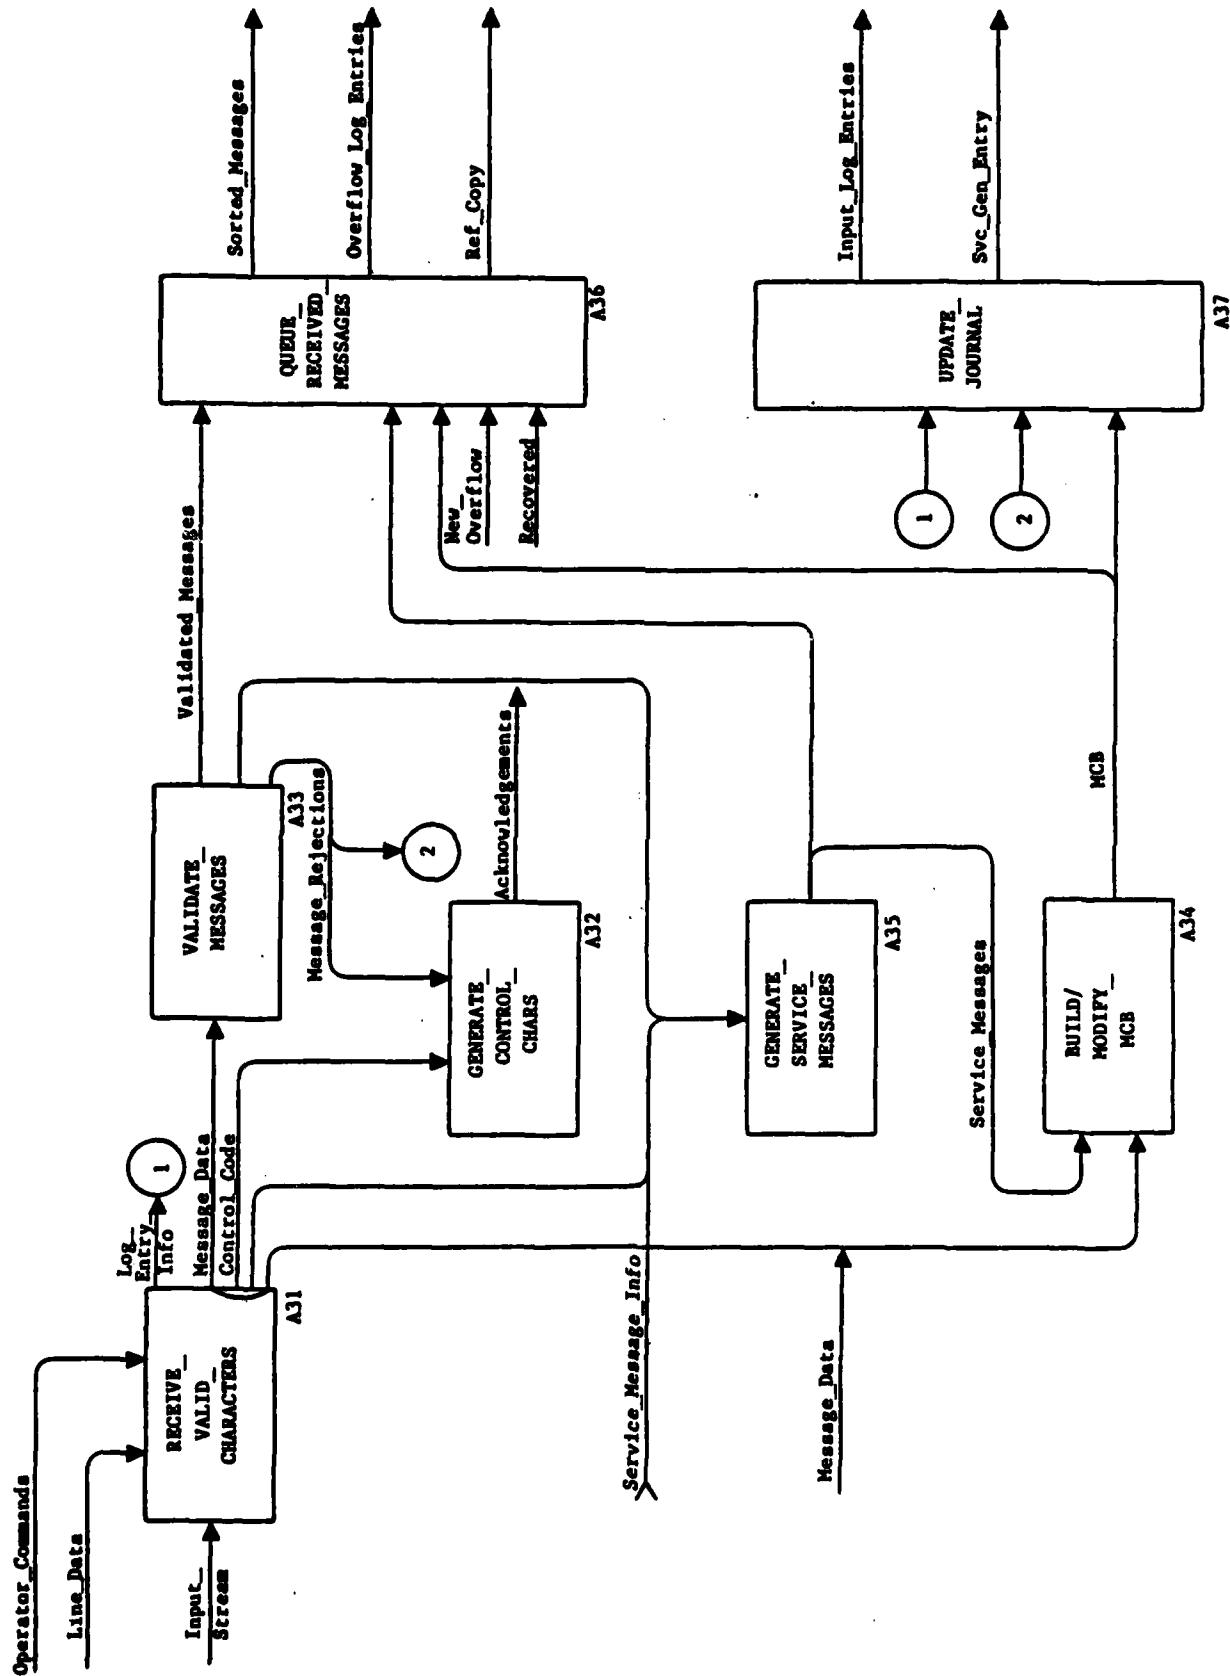 Operator_Commands
Line_Data
Input_
Stream
RECEIVE_
VALID_
CHARACTERS
A31
Log_
Entry_
Info
1
Message_Data
Control_Code
VALIDATE_
MESSAGES
A33
Message_Rejections
2
Validated_Messages
GENERATE_
CONTROL_
CHARS
A32
Acknowledgements
QUEUE_
RECEIVED_
MESSAGES
A36
New_
Overflow
Recovered
Sorted_Messages
Overflow_Log_Entries
Ref_Copy
Service_Message_Info
Message_Data
GENERATE_
SERVICE_
MESSAGES
A35
Service_Messages
BUILD/
MODIFY_
MCB
A34
MCB
1
2
UPDATE_
JOURNAL
A37
Input_Log_Entries
Svc_Gen_Entry